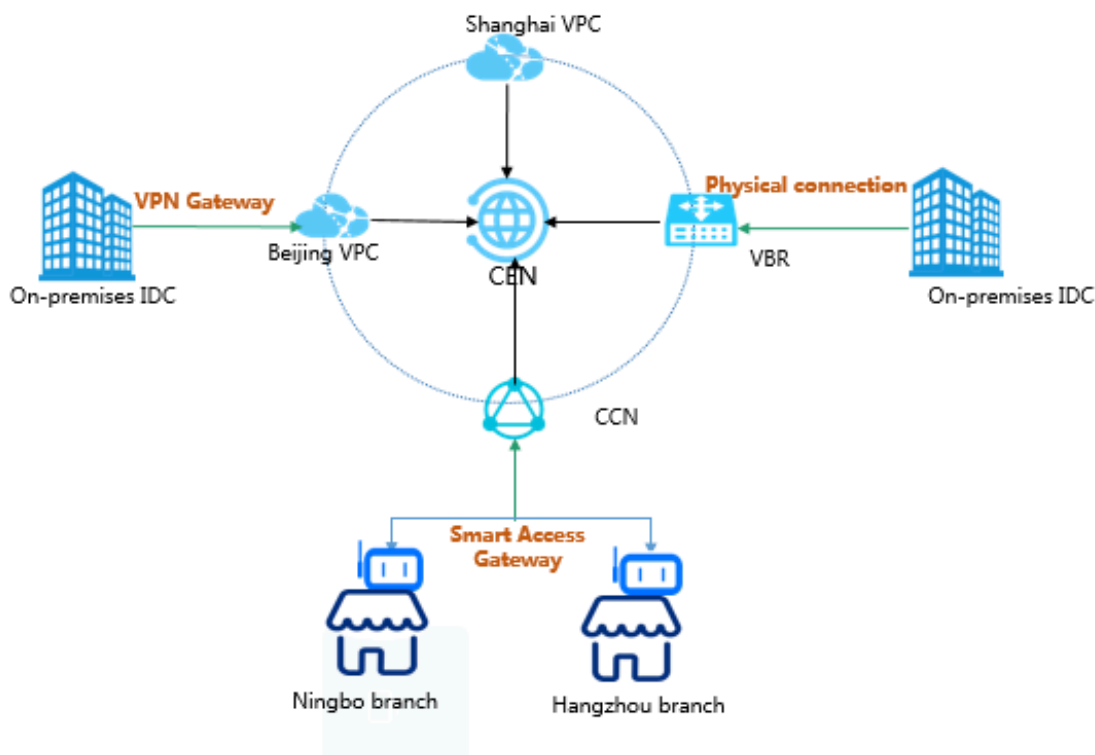 Shanghai VPC
VPN Gateway
Physical connection
Beijing VPC
VBR
CEN
On-premises IDC
On-premises IDC
CCN
Smart Access
Gateway
Ningbo branch
Hangzhou branch